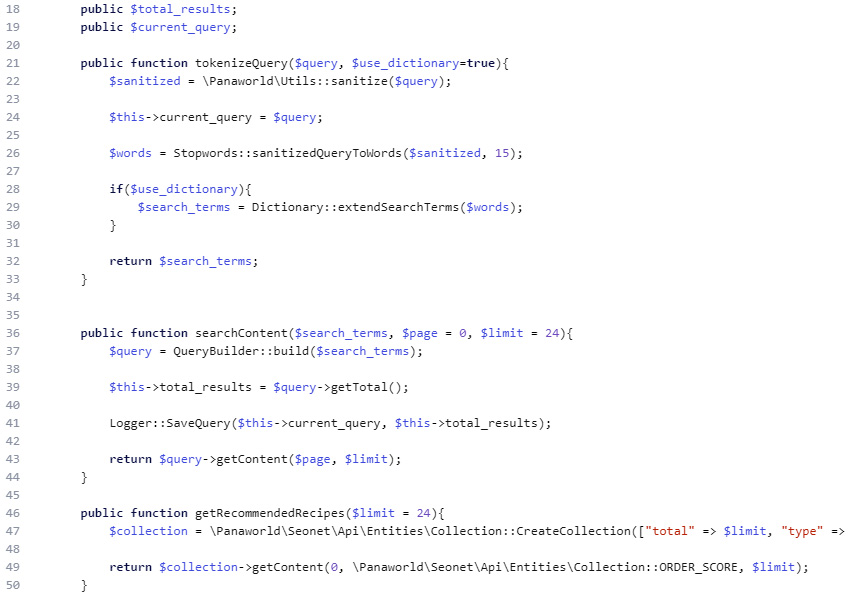 18 public $total_results;
19 public $current_query;
20
21 public function tokenizeQuery($query, $use_dictionary=true){
22 $sanitized = \Panaworld\Utils::sanitize($query);
23
24 $this->current_query = $query;
25
26 $words = Stopwords::sanitizedQueryToWords($sanitized, 15);
27
28 if($use_dictionary){
29 $search_terms = Dictionary::extendSearchTerms($words);
30 }
31
32 return $search_terms;
33 }
34
35
36 public function searchContent($search_terms, $page = 0, $limit = 24){
37 $query = QueryBuilder::build($search_terms);
38
39 $this->total_results = $query->getTotal();
40
41 Logger::SaveQuery($this->current_query, $this->total_results);
42
43 return $query->getContent($page, $limit);
44 }
45
46 public function getRecommendedRecipes($limit = 24){
47 $collection = \Panaworld\Seonet\Api\Entities\Collection::CreateCollection(["total" => $limit, "type" =>
48
49 return $collection->getContent(0, \Panaworld\Seonet\Api\Entities\Collection::ORDER_SCORE, $limit);
50 }